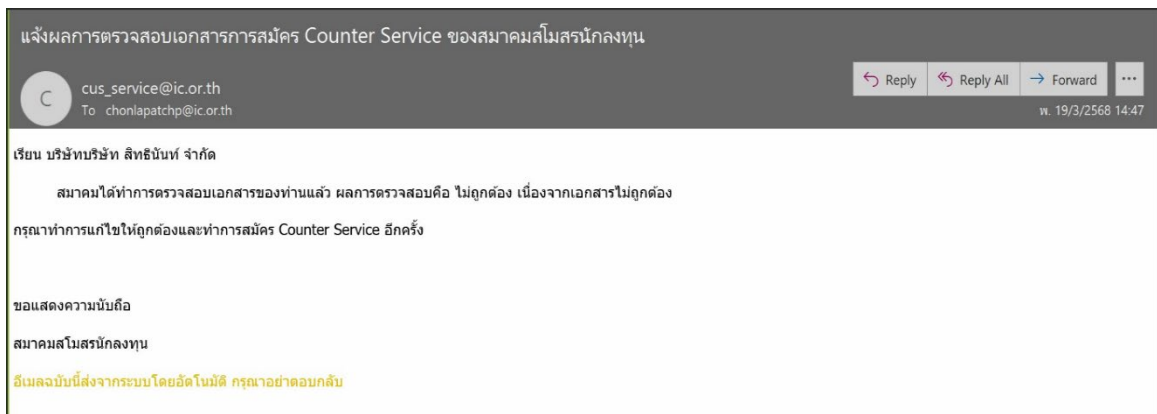 แจ้งผลการตรวจสอบเอกสารการสมัคร Counter Service ของสมาคมสโมสรนักลงทุน
C
cus_service@ic.or.th
To chonlapatchp@ic.or.th
Reply
Reply All
Forward
...
พ. 19/3/2568 14:47
เรียน บริษัทบริษัท สิทธินันท์ จำกัด
สมาคมได้ทำการตรวจสอบเอกสารของท่านแล้ว ผลการตรวจสอบคือ ไม่ถูกต้อง เนื่องจากเอกสารไม่ถูกต้อง
กรุณาทำการแก้ไขให้ถูกต้องและทำการสมัคร Counter Service อีกครั้ง
ขอแสดงความนับถือ
สมาคมสโมสรนักลงทุน
อีเมลฉบับนี้ส่งจากระบบโดยอัตโนมัติ กรุณาอย่าตอบกลับ